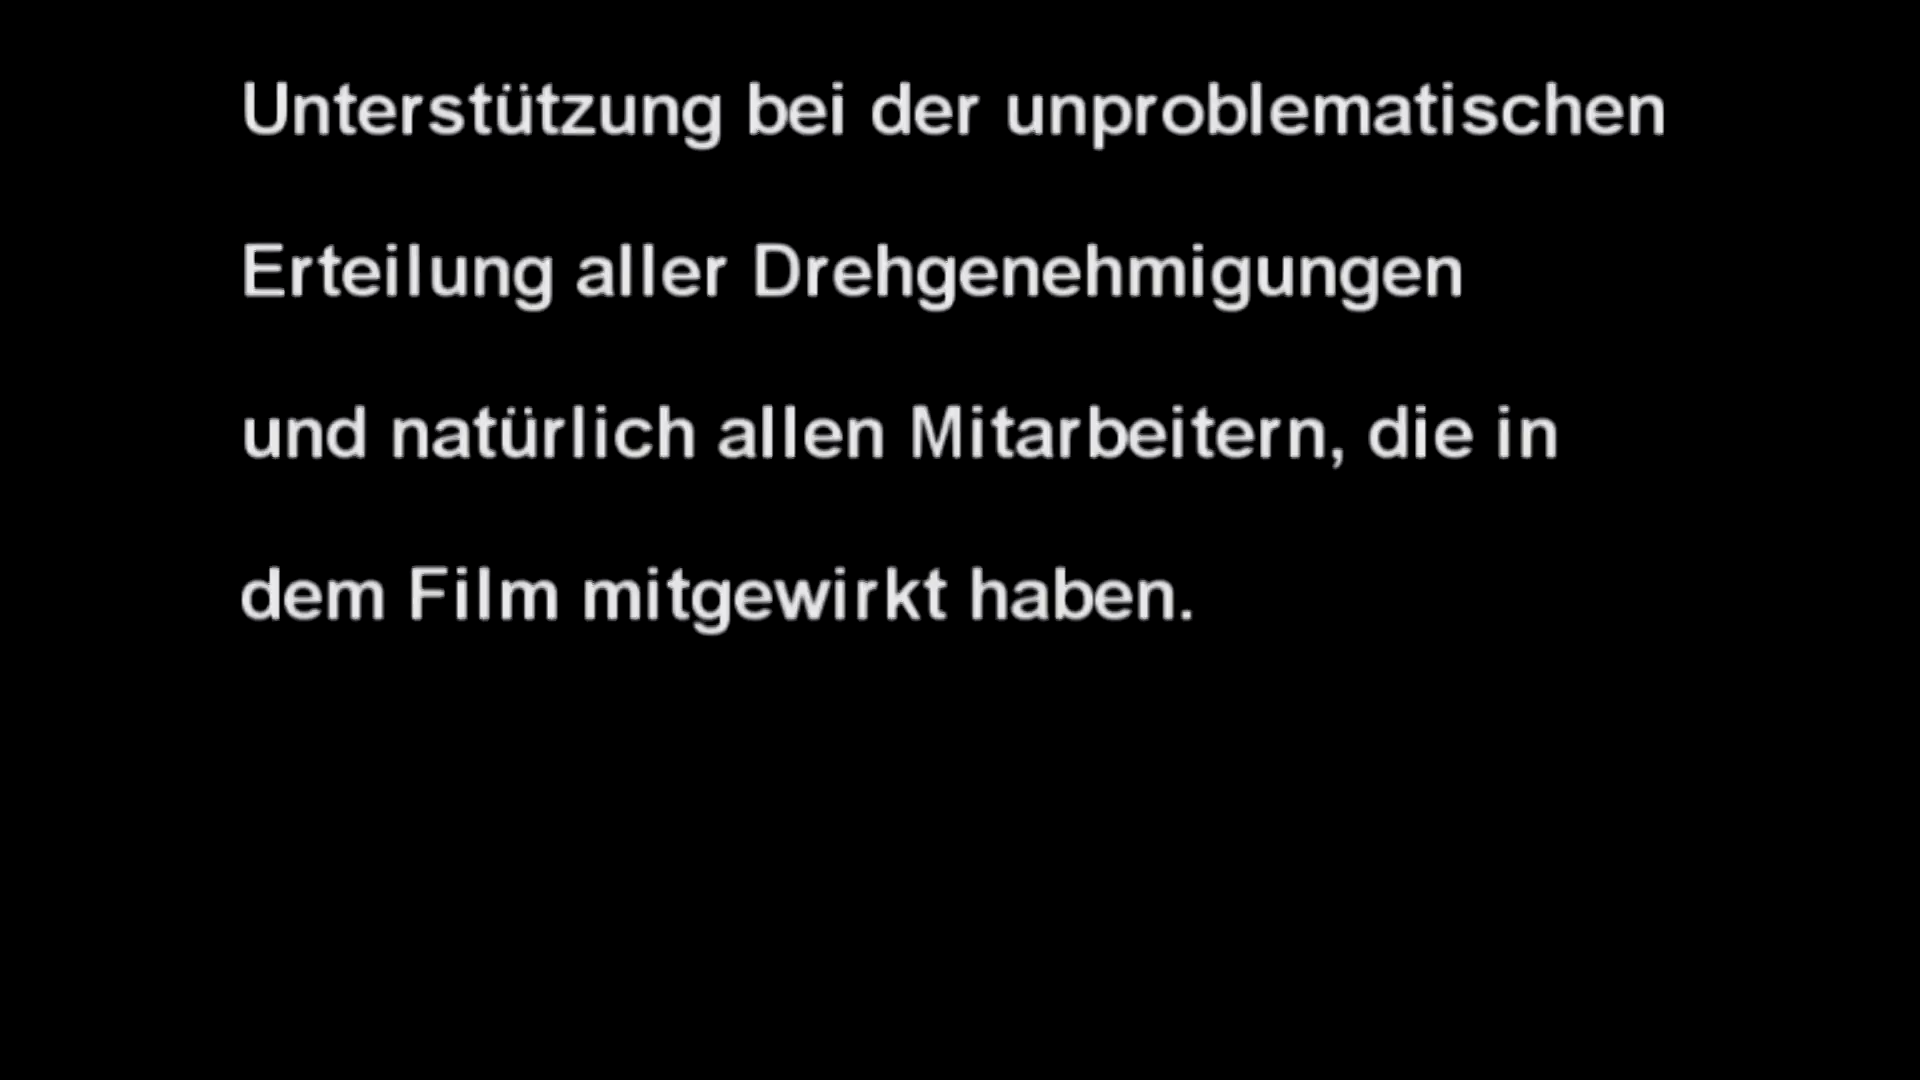 Unterstützung bei der unproblematischen
Erteilung aller Drehgenehmigungen
und natürlich allen Mitarbeitern, die in
dem Film mitgewirkt haben.